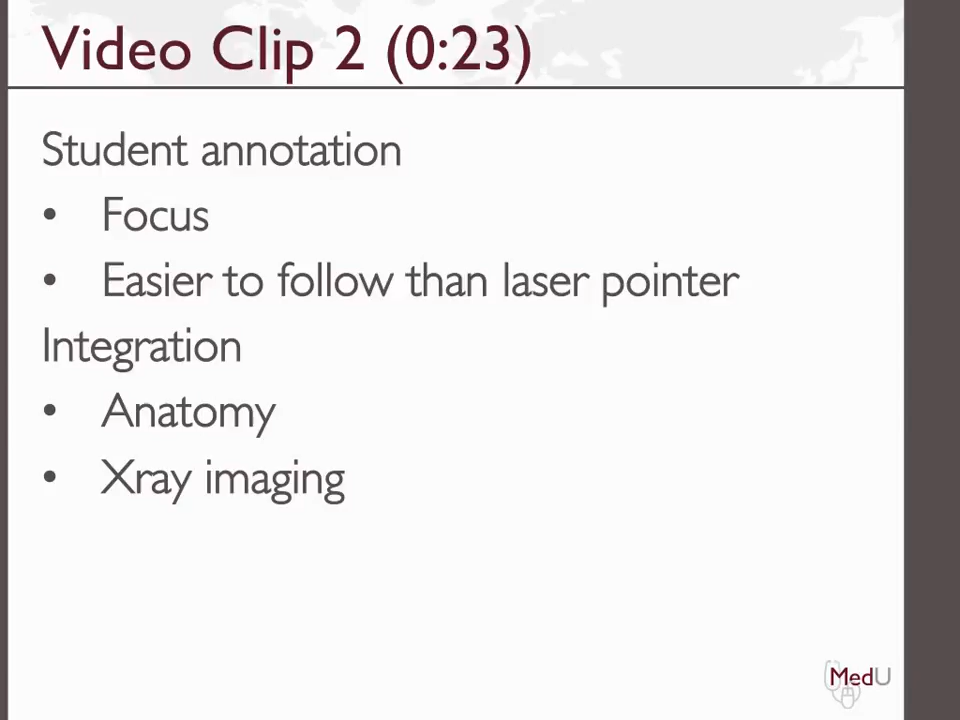 Video Clip 2 (0:23)
Student annotation
• Focus
• Easier to follow than laser pointer
Integration
• Anatomy
• Xray imaging
MedU